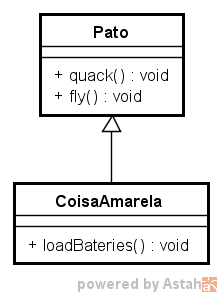 Pato
+ quack() : void
+ fly() : void
CoisaAmarela
+ loadBateries() : void
powered by Astah